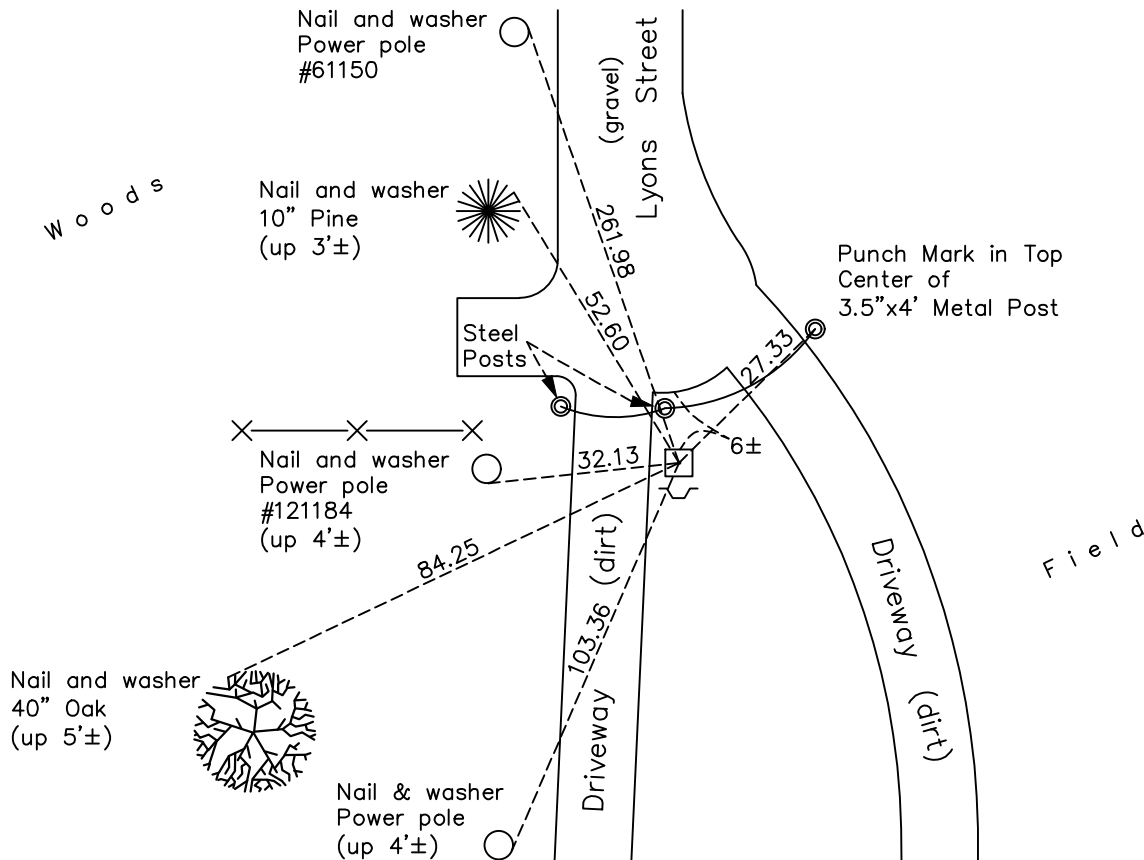 Nail and washer
Power pole
#61150
(gravel)
Lyons Street
Woods
Nail and washer
10" Pine
(up 3'±)
261.98
52.60
Punch Mark in Top
Center of
3.5"x4' Metal Post
Steel
Posts
27.33
6±
Nail and washer
Power pole
#121184
(up 4'±)
32.13
84.25
Field
Driveway (dirt)
Driveway (dirt)
103.36
Nail and washer
40" Oak
(up 5'±)
Nail & washer
Power pole
(up 4'±)